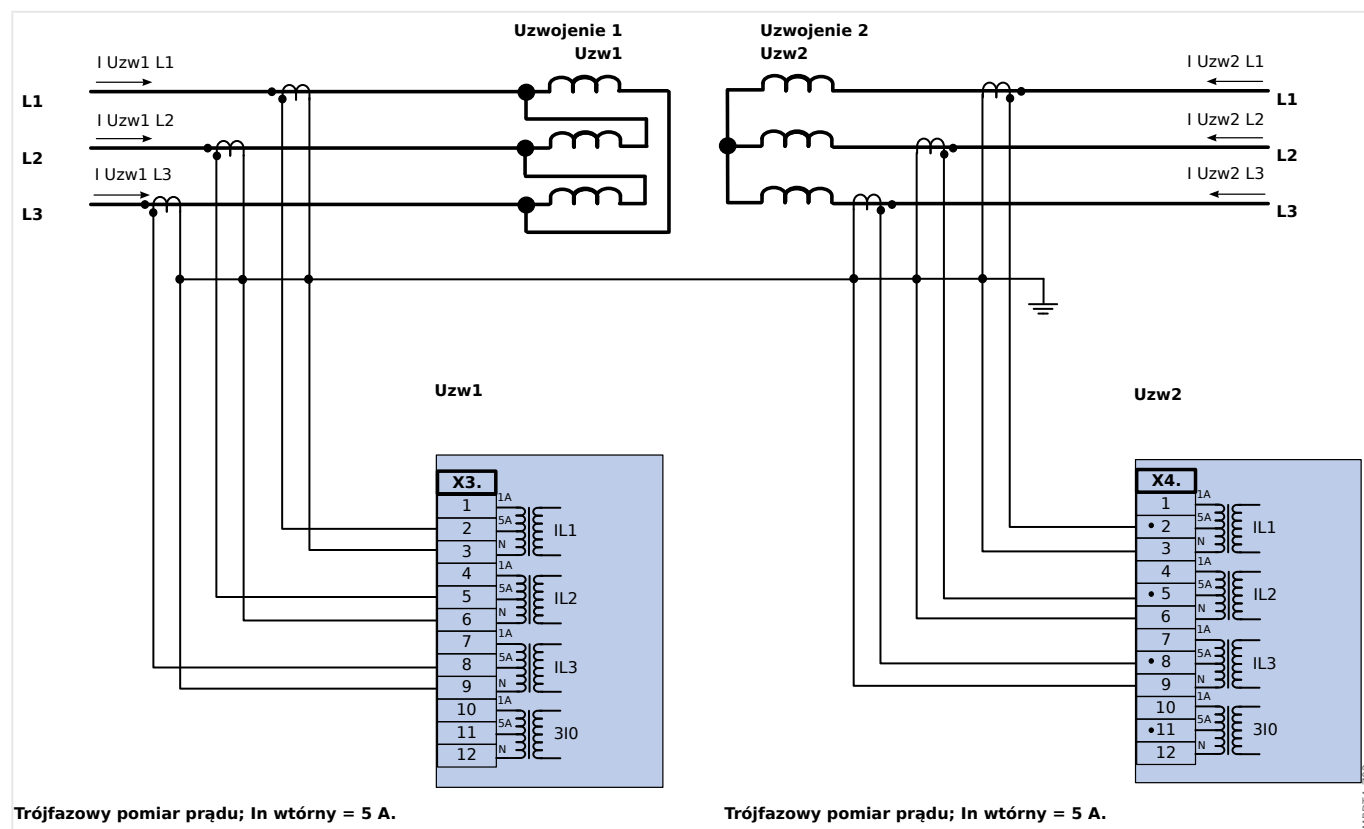 Uzwojenie 1
Uzw1
Uzwojenie 2
Uzw2
I Uzw1 L1
L1
I Uzw1 L2
L2
I Uzw1 L3
L3
I Uzw2 L1
L1
I Uzw2 L2
L2
I Uzw2 L3
L3
Uzw1
X3.
1 1A
2 5A IL1
3 N
4 1A
5 5A IL2
6 N
7 1A
8 5A IL3
9 N
10 1A
11 5A 3I0
12 N
Uzw2
X4.
1 1A
• 2 5A IL1
3 N
4 1A
• 5 5A IL2
6 N
7 1A
• 8 5A IL3
9 N
10 1A
•11 5A 3I0
12 N
Trójfazowy pomiar prądu; In wtórny = 5 A.
Trójfazowy pomiar prądu; In wtórny = 5 A.